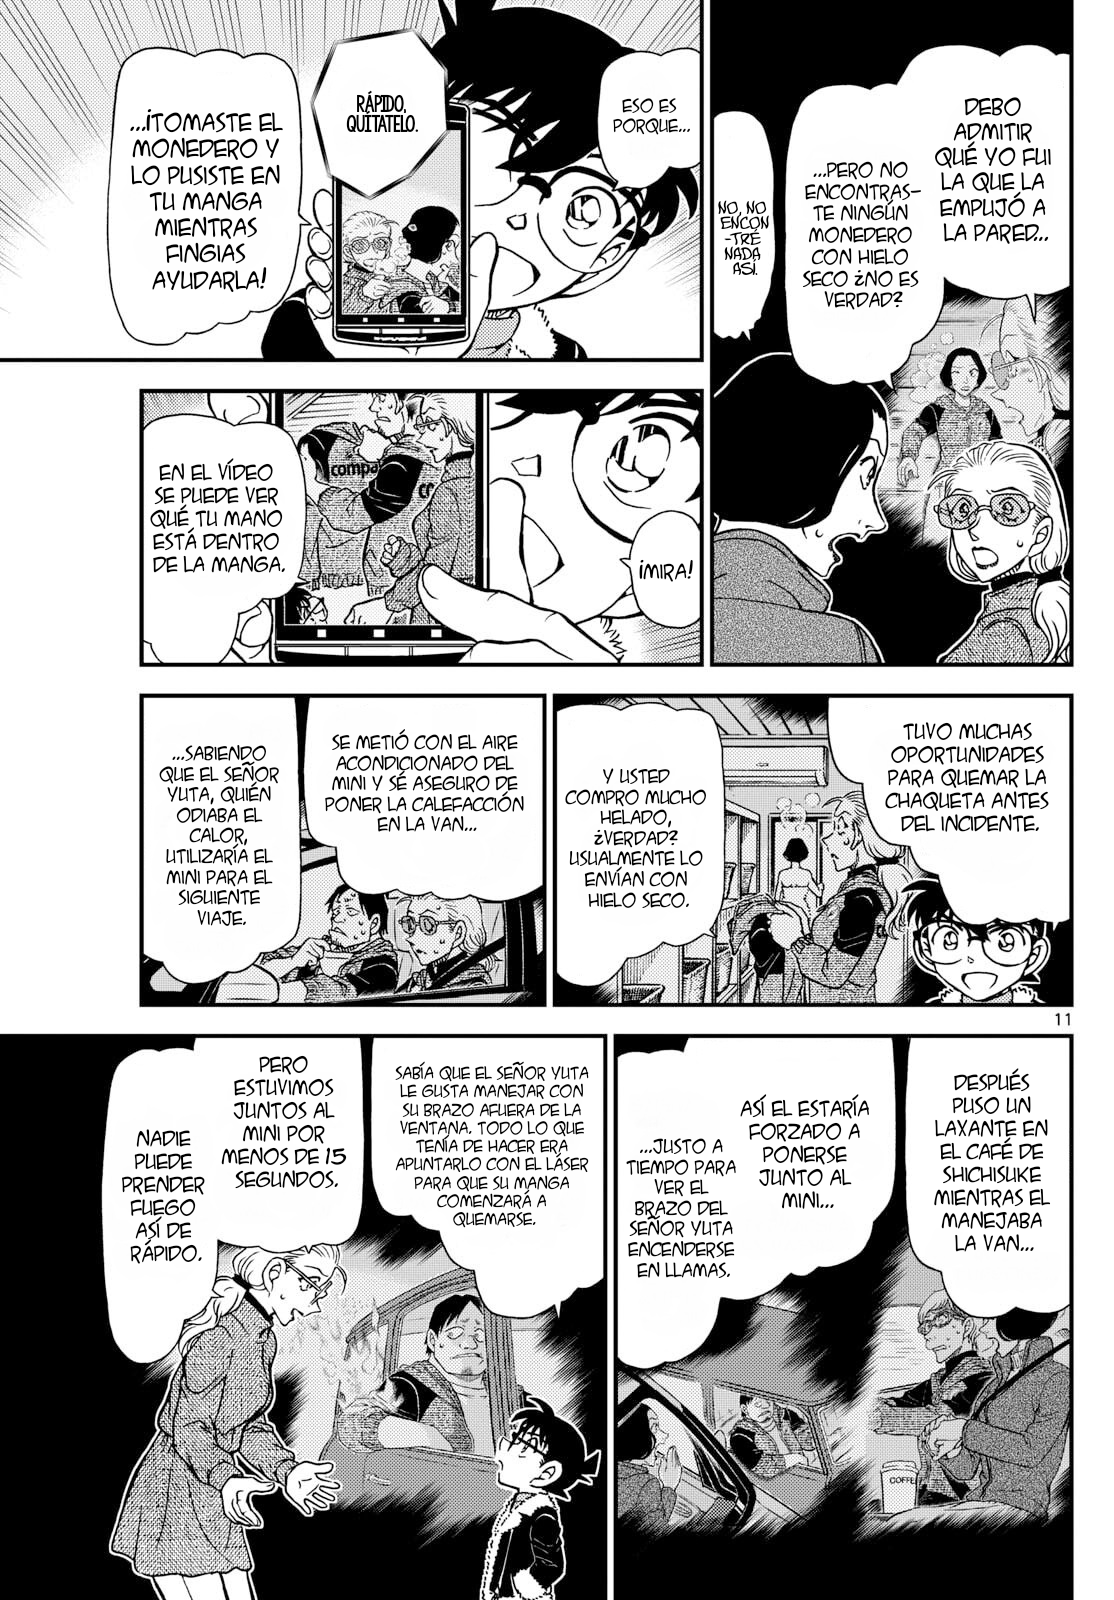 DEBO
ADMITIR
QUÉ YO FUI
LA QUE LA
EMPUJÓ A
LA PARED...
...PERO NO
ENCONTRAS-
TE NINGÚN
MONEDERO
CON HIELO
SECO ¿NO ES
VERDAD?
NO, NO
ENCON
-TRÉ
NADA
ASÍ.
ESO ES
PORQUE...
RÁPIDO,
QUÍTATELO.
...¡TOMASTE EL
MONEDERO Y
LO PUSISTE EN
TU MANGA
MIENTRAS
FINGIAS
AYUDARLA!
¡MIRA!
compa
co
EN EL VÍDEO
SE PUEDE VER
QUÉ TU MANO
ESTÁ DENTRO
DE LA MANGA.
TUVO MUCHAS
OPORTUNIDADES
PARA QUEMAR LA
CHAQUETA ANTES
DEL INCIDENTE.
Y USTED
COMPRO MUCHO
HELADO,
¿VERDAD?
USUALMENTE LO
ENVÍAN CON
HIELO SECO.
SE METIÓ CON EL AIRE
ACONDICIONADO DEL
MINI Y SÉ ASEGURO DE
PONER LA CALEFACCIÓN
EN LA VAN...
...SABIENDO
QUE EL SEÑOR
YUTA, QUIÉN
ODIABA EL
CALOR,
UTILIZARÍA EL
MINI PARA EL
SIGUIENTE
VIAJE.
11
DESPUÉS
PUSO UN
LAXANTE EN
EL CAFÉ DE
SHICHISUKE
MIENTRAS EL
MANEJABA
LA VAN...
COFFE
ASÍ EL ESTARÍA
FORZADO A
PONERSE
JUNTO AL
MINI...
...JUSTO A
TIEMPO PARA
VER EL
BRAZO DEL
SEÑOR YUTA
ENCENDERSE
EN LLAMAS.
SABÍA QUE EL SEÑOR YUTA
LE GUSTA MANEJAR CON
SU BRAZO AFUERA DE LA
VENTANA. TODO LO QUE
TENÍA DE HACER ERA
APUNTARLO CON EL LÁSER
PARA QUE SU MANGA
COMENZARÁ A
QUEMARSE.
PERO
ESTUVIMOS
JUNTOS AL
MINI POR
MENOS DE 15
SEGUNDOS.
NADIE
PUEDE
PRENDER
FUEGO
ASÍ DE
RÁPIDO.